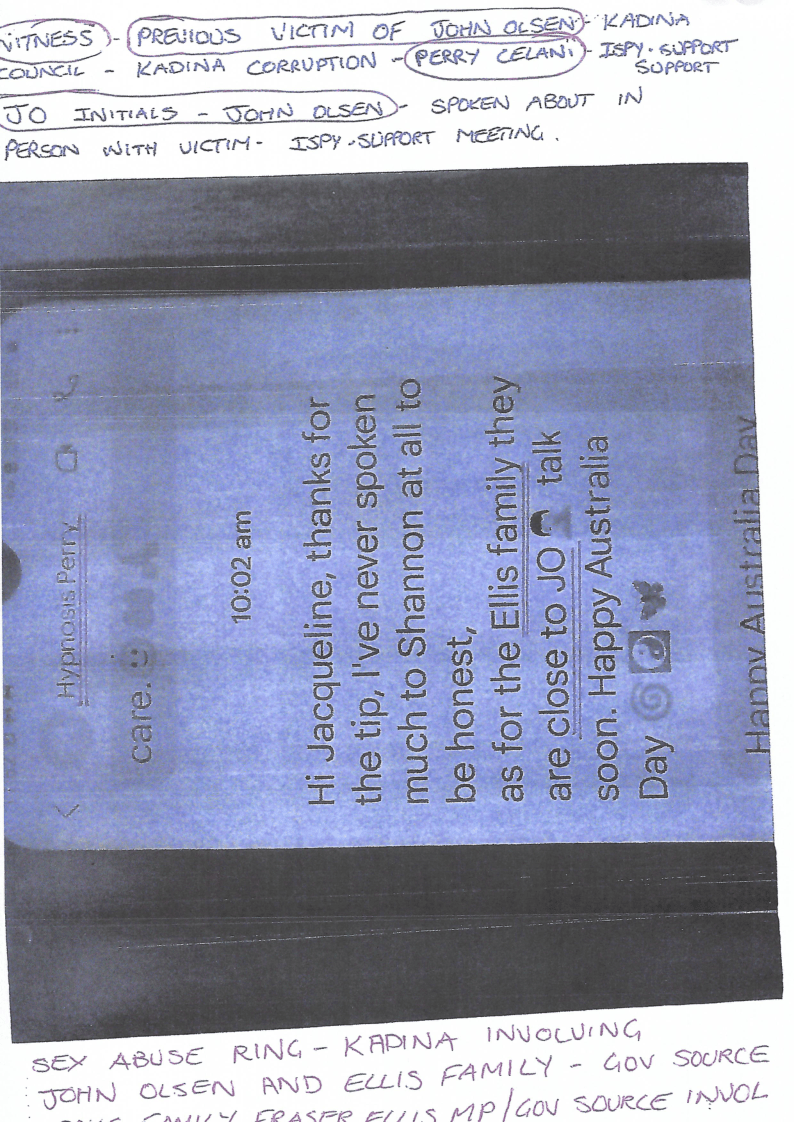 WITNESS - PREVIOUS VICTIM OF JOHN OLSEN - KADINA
COUNCIL - KADINA CORRUPTION - PERRY CELANI - ISPY-SUPPORT
SUPPORT
JO INITIALS - JOHN OLSEN - SPOKEN ABOUT IN
PERSON WITH VICTIM - ISPY-SUPPORT MEETING.
Hypnosis Perry
care. 🙂
10:02 am
Hi Jacqueline, thanks for
the tip, I've never spoken
much to Shannon at all to
be honest,
as for the Ellis family they
are close to JO talk
soon. Happy Australia
Day 🌀 ☯️ 🦋
Happy Australia Day
SEX ABUSE RING - KADINA INVOLVING
JOHN OLSEN AND ELLIS FAMILY - GOV SOURCE
FAMILY FRASER ELLIS MP/GOV SOURCE INVOL